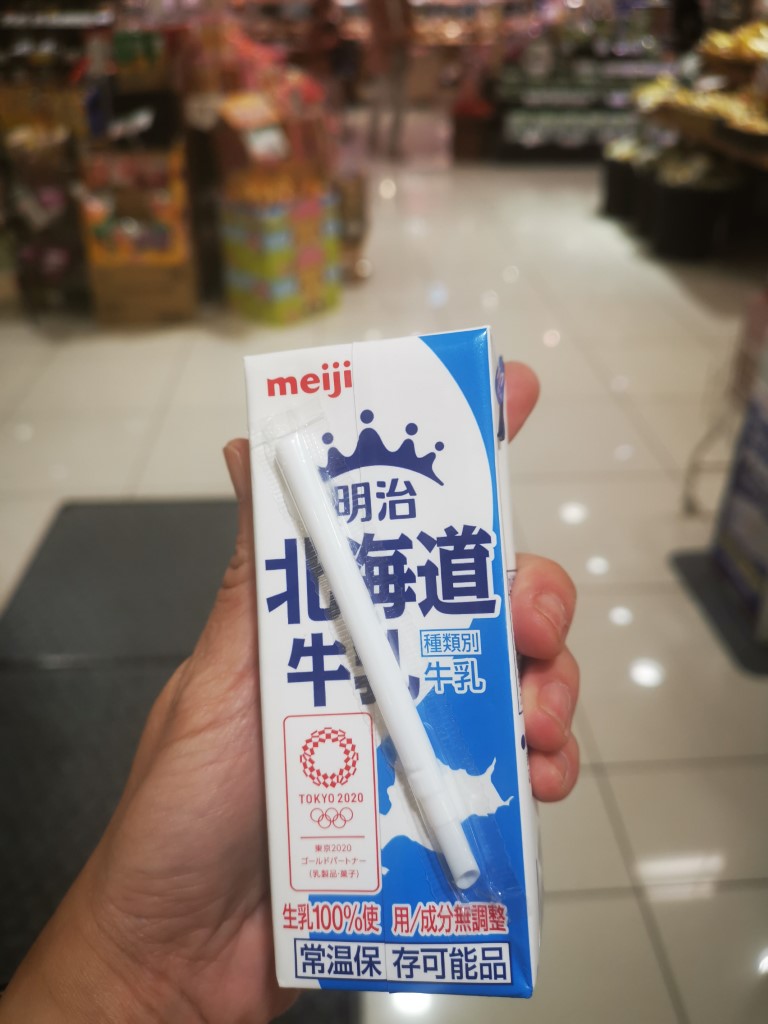 meiji
明治
北海道
牛乳
種類別
牛乳
TOKYO 2020
東京2020
ゴールドパートナー
(乳製品・菓子)
生乳100%使用/成分無調整
常温保存可能品